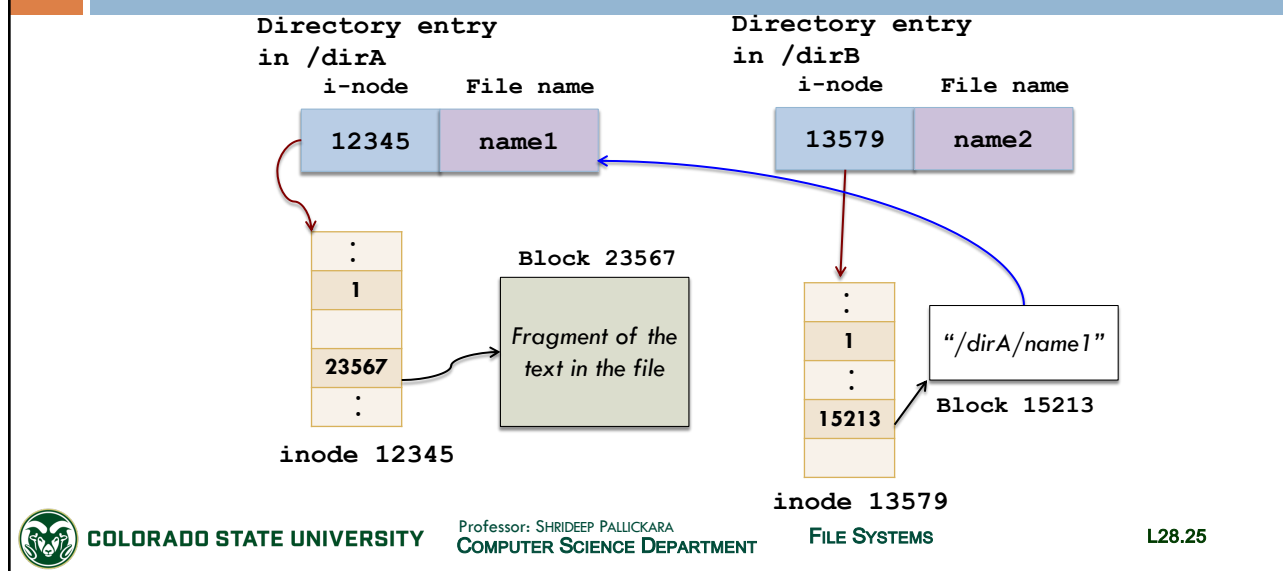 Directory entry
in /dirA
i-node File name
12345 name1
:
1
23567
:
inode 12345
Block 23567
Fragment of the
text in the file
Directory entry
in /dirB
i-node File name
13579 name2
:
1
:
15213
inode 13579
“/dirA/name1”
Block 15213
COLORADO STATE UNIVERSITY
Professor: SHRIDEEP PALLICKARA
COMPUTER SCIENCE DEPARTMENT
FILE SYSTEMS
L28.25